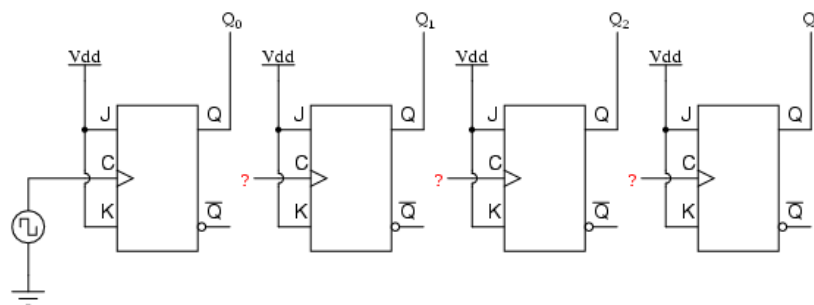 Q0 Q1 Q2 Q
Vdd Vdd Vdd Vdd
J Q J Q J Q J Q
C ? C ? C ? C
K Q̅ K Q̅ K Q̅ K Q̅